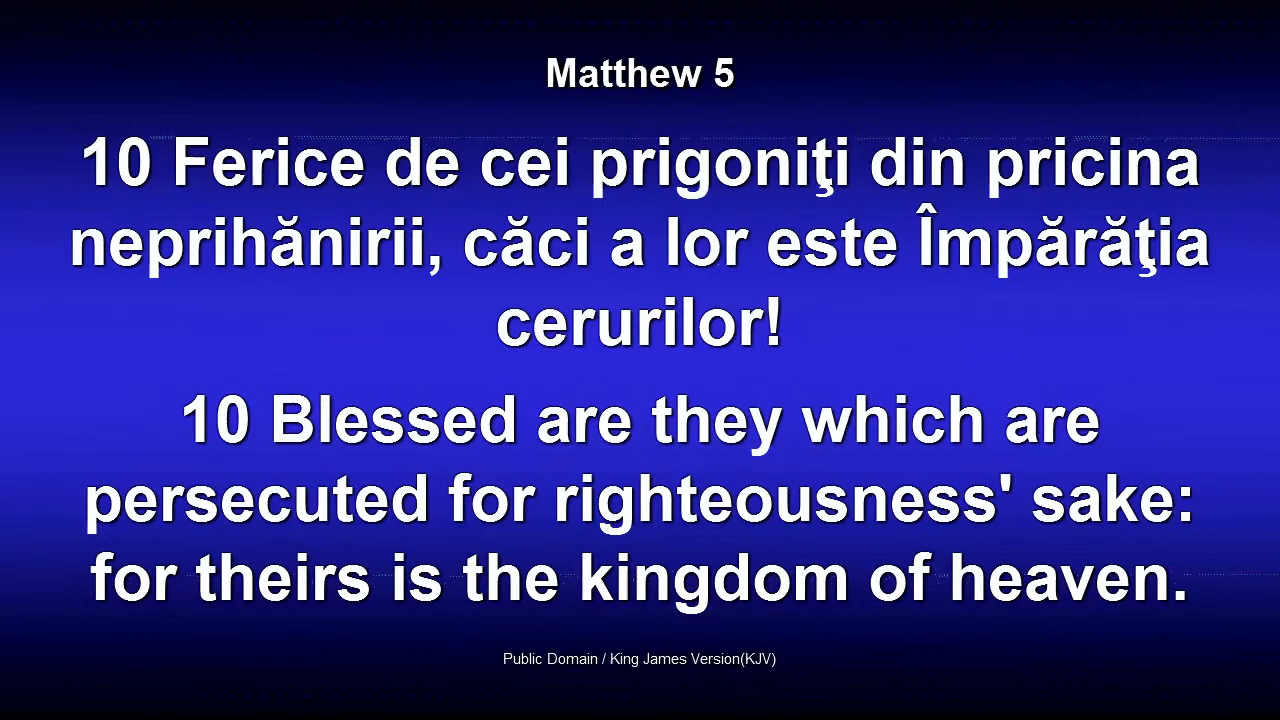 Matthew 5
10 Ferice de cei prigoniţi din pricina
neprihănirii, căci a lor este Împărăţia
cerurilor!
10 Blessed are they which are
persecuted for righteousness' sake:
for theirs is the kingdom of heaven.
Public Domain / King James Version(KJV)